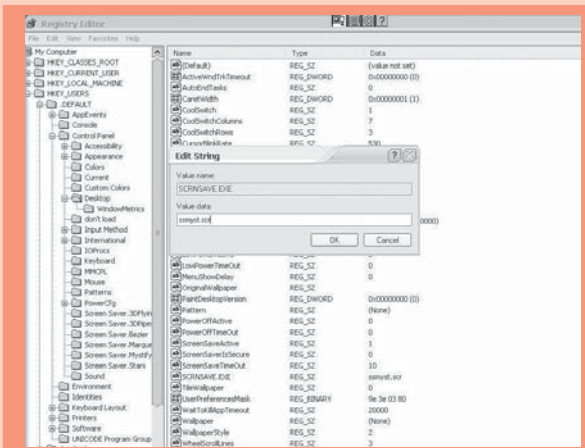 Registry Editor
File Edit View Favorites Help
My Computer
HKEY_CLASSES_ROOT
HKEY_CURRENT_USER
HKEY_LOCAL_MACHINE
HKEY_USERS
.DEFAULT
AppEvents
Console
Control Panel
Accessibility
Appearance
Colors
Current
Custom Colors
Desktop
WindowMetrics
don't load
Input Method
International
IOProcs
Keyboard
MMCPL
Mouse
Patterns
PowerCfg
Screen Saver.3DFlyin
Screen Saver.3DPipe
Screen Saver.Bezier
Screen Saver.Marque
Screen Saver.Mystify
Screen Saver.Stars
Sound
Environment
Identities
Keyboard Layout
Printers
Software
UNICODE Program Group
Name Type Data
(Default) REG_SZ (value not set)
ActiveWndTrkTimeout REG_DWORD 0x00000000 (0)
AutoEndTasks REG_SZ 0
CaretWidth REG_DWORD 0x00000001 (1)
CoolSwitch REG_SZ 1
CoolSwitchColumns REG_SZ 7
CoolSwitchRows REG_SZ 3
CursorBlinkRate REG_SZ 530
Edit String
Value name:
SCRNSAVE.EXE
Value data:
ssmyst.scr
OK Cancel
0000)
LowPowerTimeOut REG_SZ 0
MenuShowDelay REG_SZ 0
OriginalWallpaper REG_SZ
PaintDesktopVersion REG_DWORD 0x00000000 (0)
Pattern REG_SZ (None)
PowerOffActive REG_SZ 0
PowerOffTimeOut REG_SZ 0
ScreenSaveActive REG_SZ 1
ScreenSaverIsSecure REG_SZ 0
ScreenSaveTimeOut REG_SZ 10
SCRNSAVE.EXE REG_SZ ssmyst.scr
TileWallpaper REG_SZ 0
UserPreferencesMask REG_BINARY 9e 3e 03 80
WaitToKillAppTimeout REG_SZ 20000
Wallpaper REG_SZ (None)
WallpaperStyle REG_SZ 2
WheelScrollLines REG_SZ 3